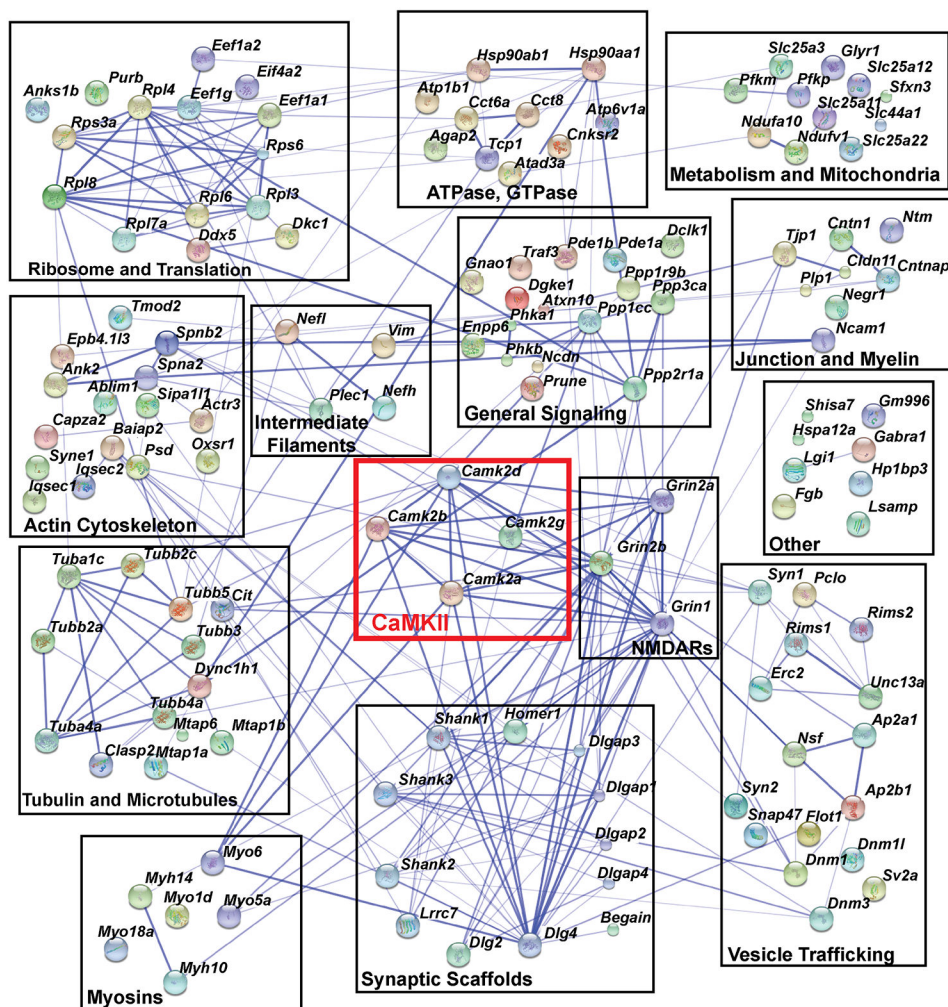 Eef1a2
Purb
Eif4a2
Anks1b
Rpl4
Eef1g
Eef1a1
Rps3a
Rps6
Rpl8
Rpl6
Rpl3
Rpl7a
Ddx5
Dkc1
Ribosome and Translation
Hsp90ab1
Hsp90aa1
Atp1b1
Cct6a
Cct8
Atp6v1a
Agap2
Tcp1
Cnksr2
Atad3a
ATPase, GTPase
Slc25a3
Glyr1
Slc25a12
Pfkm
Pfkp
Sfxn3
Slc25a11
Slc44a1
Ndufa10
Ndufv1
Slc25a22
Metabolism and Mitochondria
Tmod2
Spnb2
Epb4.1l3
Spna2
Ank2
Ablim1
Sipa1l1
Actr3
Capza2
Baiap2
Oxsr1
Syne1
Psd
Iqsec2
Iqsec1
Actin Cytoskeleton
Nefl
Vim
Plec1
Nefh
Intermediate
Filaments
Dclk1
Traf3
Pde1b
Pde1a
Gnao1
Ppp1r9b
Dgke1
Ppp3ca
Atxn10
Phka1
Ppp1cc
Enpp6
Phkb
Ncdn
Prune
Ppp2r1a
General Signaling
Tjp1
Cntn1
Ntm
Cldn11
Cntnap
Plp1
Negr1
Ncam1
Junction and Myelin
Shisa7
Gm996
Hspa12a
Gabra1
Lgi1
Hp1bp3
Fgb
Lsamp
Other
Camk2d
Camk2b
Camk2g
Camk2a
CaMKII
Grin2a
Grin2b
Grin1
NMDARs
Tuba1c
Tubb2c
Tubb5
Cit
Tubb2a
Tubb3
Dync1h1
Tubb4a
Tuba4a
Mtap6
Mtap1b
Clasp2
Mtap1a
Tubulin and Microtubules
Syn1
Pclo
Rims2
Rims1
Erc2
Unc13a
Nsf
Ap2a1
Syn2
Ap2b1
Snap47
Flot1
Dnm1
Dnm1l
Sv2a
Dnm3
Vesicle Trafficking
Shank1
Homer1
Dlgap3
Shank3
Dlgap1
Dlgap2
Shank2
Dlgap4
Lrrc7
Begain
Dlg2
Dlg4
Synaptic Scaffolds
Myo6
Myh14
Myo1d
Myo5a
Myo18a
Myh10
Myosins